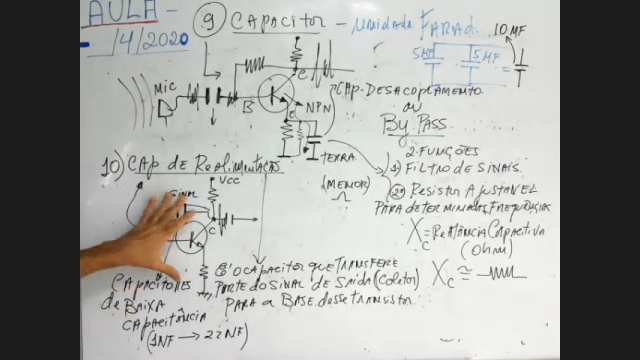 AULA -
- /4/2020
9 CAPACITOR - Unidade FARAD.
10MF
5MF 5MF =
MIC
C
B
E
NPN
CAP. DESACOPLAMENTO
ou
By PASS.
2 FUNÇÕES
1) FILTRO DE SINAIS.
2) Resistor AJUSTÁVEL
PARA DETERMINADAS FREQUÊNCIAS
XC = REATÂNCIA CAPACITIVA
(Ohm)
XC ≅
TERRA
(MENOR)
10) CAP DE REALIMENTAÇÃO
VCC
SINAL
C
É O CAPACITOR QUE TRANSFERE
PARTE DO SINAL DE SAÍDA (Coletor)
PARA A BASE desse TRANSISTOR
CAPACITORES
de BAIXA
CAPACITÂNCIA
(1NF → 22NF)